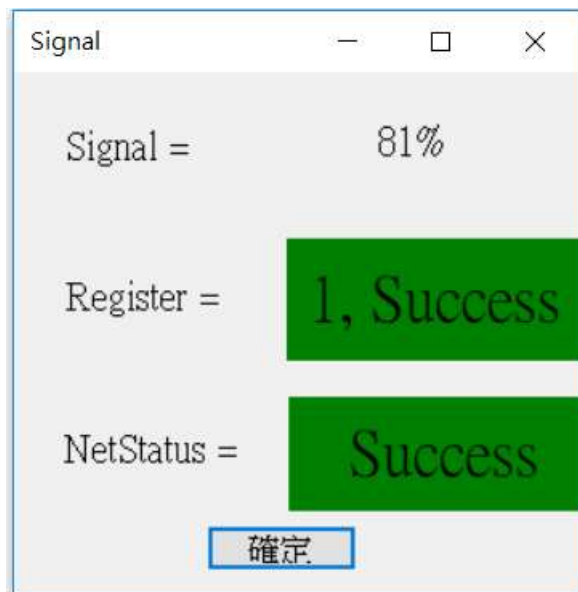 Signal
Signal = 81%
Register = 1, Success
NetStatus = Success
確定